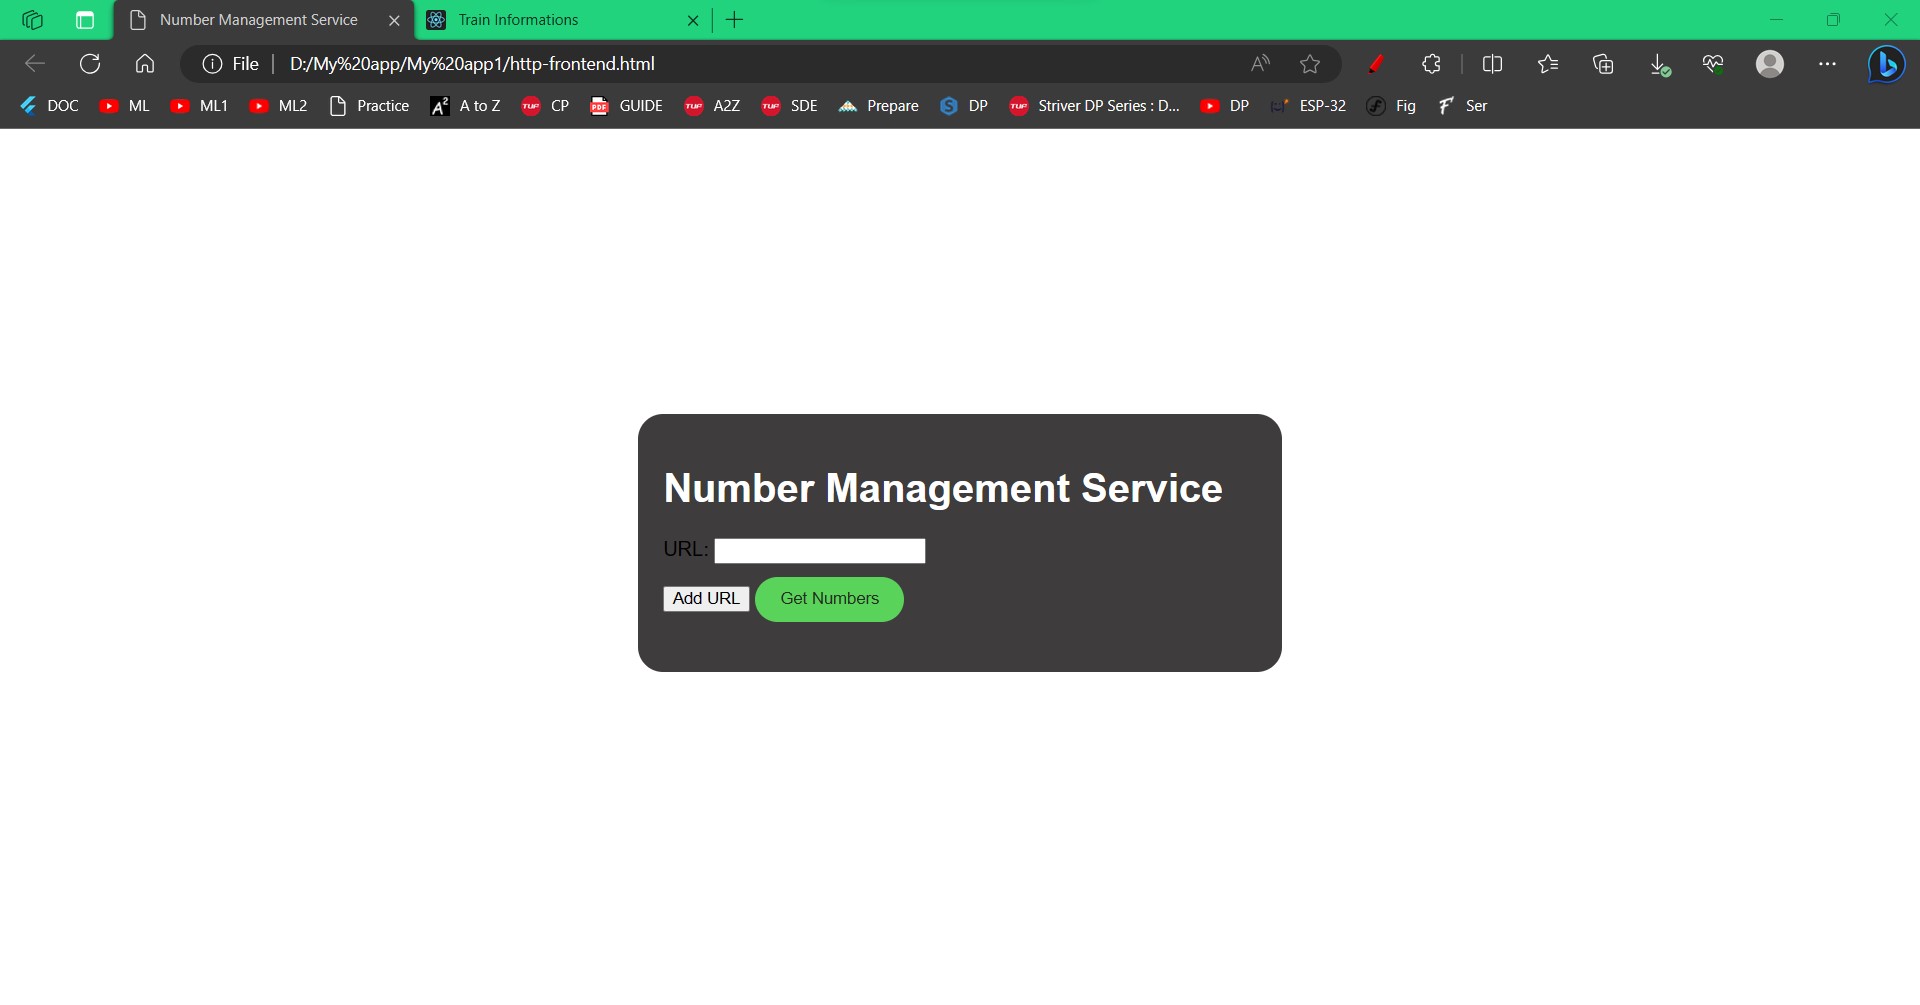 Number Management Service
Train Informations
File
D:/My%20app/My%20app1/http-frontend.html
DOC ML ML1 ML2 Practice A to Z CP GUIDE A2Z SDE Prepare DP Striver DP Series : D... DP ESP-32 Fig Ser
Number Management Service
URL:
Add URL Get Numbers